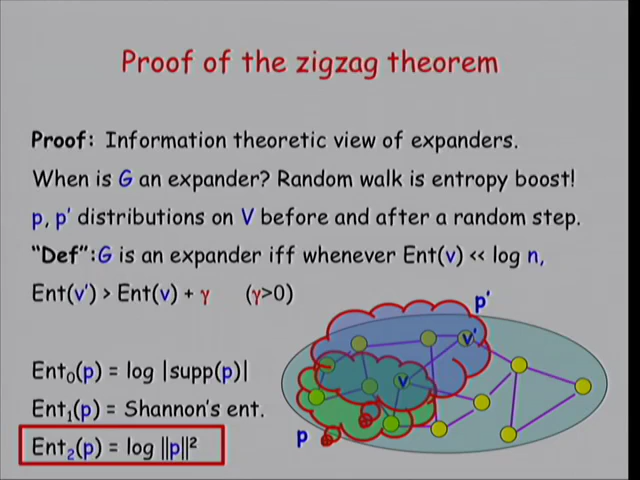 Proof of the zigzag theorem
Proof: Information theoretic view of expanders.
When is G an expander? Random walk is entropy boost!
p, p' distributions on V before and after a random step.
“Def”: G is an expander iff whenever Ent(v) << log n,
Ent(v') > Ent(v) + γ (γ>0)
p'
v'
Ent₀(p) = log |supp(p)|
v
Ent₁(p) = Shannon's ent.
p
Ent₂(p) = log ||p||²